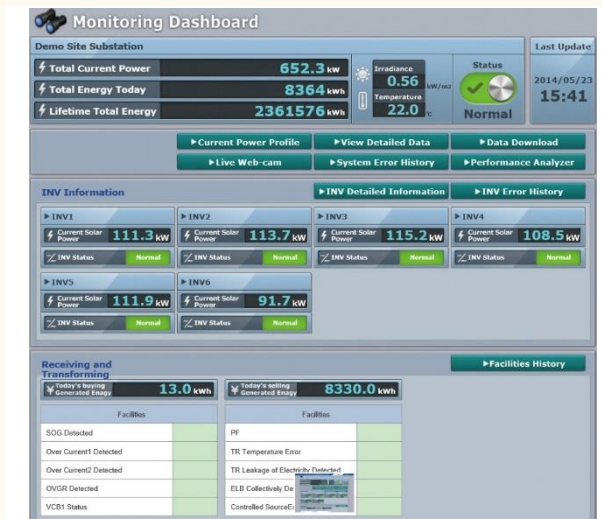 Monitoring Dashboard
Demo Site Substation
Last Update
Total Current Power 652.3 kW
Total Energy Today 8364 kWh
Lifetime Total Energy 2361576 kWh
Irradiance
0.56 kW/m2
Temperature
22.0 ℃
Status
Normal
2014/05/23
15:41
Current Power Profile
View Detailed Data
Data Download
Live Web-cam
System Error History
Performance Analyzer
INV Information
INV Detailed Information
INV Error History
INV1
Current Solar Power 111.3 kW
INV Status Normal
INV2
Current Solar Power 113.7 kW
INV Status Normal
INV3
Current Solar Power 115.2 kW
INV Status Normal
INV4
Current Solar Power 108.5 kW
INV Status Normal
INV5
Current Solar Power 111.9 kW
INV Status Normal
INV6
Current Solar Power 91.7 kW
INV Status Normal
Receiving and
Transforming
Facilities History
Today's buying
Generated Enagy 13.0 kWh
Today's selling
Generated Enagy 8330.0 kWh
Facilities
SOG Detected
Over Current1 Detected
Over Current2 Detected
OVGR Detected
VCB1 Status
Facilities
PF
TR Temperature Error
TR Leakage of Electricity Detected
ELB Collectively De
Controlled SourceE